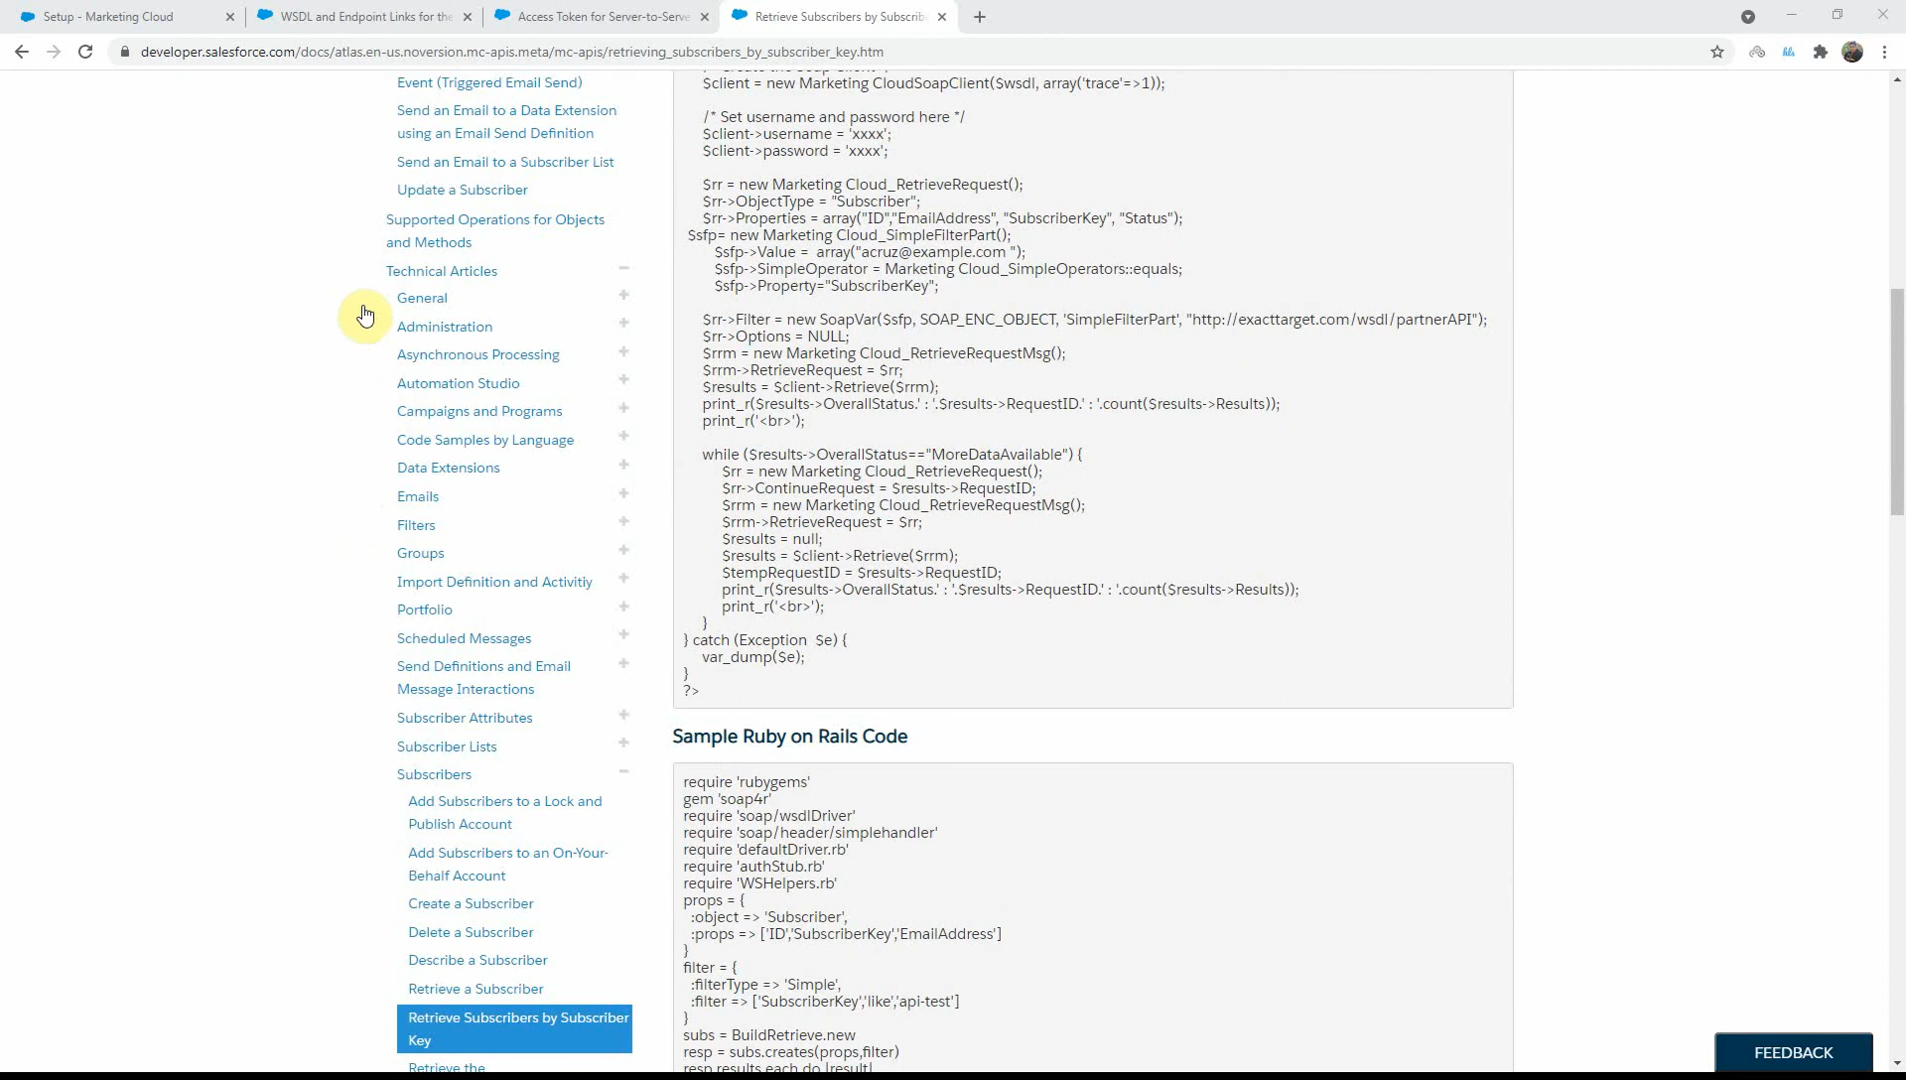 Setup - Marketing Cloud
WSDL and Endpoint Links for the
Access Token for Server-to-Serve
Retrieve Subscribers by Subscrib
developer.salesforce.com/docs/atlas.en-us.noversion.mc-apis.meta/mc-apis/retrieving_subscribers_by_subscriber_key.htm
Event (Triggered Email Send)
Send an Email to a Data Extension
using an Email Send Definition
Send an Email to a Subscriber List
Update a Subscriber
Supported Operations for Objects
and Methods
Technical Articles
General
Administration
Asynchronous Processing
Automation Studio
Campaigns and Programs
Code Samples by Language
Data Extensions
Emails
Filters
Groups
Import Definition and Activitiy
Portfolio
Scheduled Messages
Send Definitions and Email
Message Interactions
Subscriber Attributes
Subscriber Lists
Subscribers
Add Subscribers to a Lock and
Publish Account
Add Subscribers to an On-Your-
Behalf Account
Create a Subscriber
Delete a Subscriber
Describe a Subscriber
Retrieve a Subscriber
Retrieve Subscribers by Subscriber
Key
Retrieve the
/* Create the Soap Client */
$client = new Marketing CloudSoapClient($wsdl, array('trace'=>1));
/* Set username and password here */
$client->username = 'xxxx';
$client->password = 'xxxx';
$rr = new Marketing Cloud_RetrieveRequest();
$rr->ObjectType = "Subscriber";
$rr->Properties = array("ID","EmailAddress", "SubscriberKey", "Status");
$sfp= new Marketing Cloud_SimpleFilterPart();
$sfp->Value =  array("acruz@example.com ");
$sfp->SimpleOperator = Marketing Cloud_SimpleOperators::equals;
$sfp->Property="SubscriberKey";
$rr->Filter = new SoapVar($sfp, SOAP_ENC_OBJECT, 'SimpleFilterPart', "http://exacttarget.com/wsdl/partnerAPI");
$rr->Options = NULL;
$rrm = new Marketing Cloud_RetrieveRequestMsg();
$rrm->RetrieveRequest = $rr;
$results = $client->Retrieve($rrm);
print_r($results->OverallStatus.' : '.$results->RequestID.' : '.count($results->Results));
print_r('<br>');
while ($results->OverallStatus=="MoreDataAvailable") {
$rr = new Marketing Cloud_RetrieveRequest();
$rr->ContinueRequest = $results->RequestID;
$rrm = new Marketing Cloud_RetrieveRequestMsg();
$rrm->RetrieveRequest = $rr;
$results = null;
$results = $client->Retrieve($rrm);
$tempRequestID = $results->RequestID;
print_r($results->OverallStatus.' : '.$results->RequestID.' : '.count($results->Results));
print_r('<br>');
}
} catch (Exception  $e) {
var_dump($e);
}
?>
Sample Ruby on Rails Code
require 'rubygems'
gem 'soap4r'
require 'soap/wsdlDriver'
require 'soap/header/simplehandler'
require 'defaultDriver.rb'
require 'authStub.rb'
require 'WSHelpers.rb'
props = {
:object => 'Subscriber',
:props => ['ID','SubscriberKey','EmailAddress']
}
filter = {
:filterType => 'Simple',
:filter => ['SubscriberKey','like','api-test']
}
subs = BuildRetrieve.new
resp = subs.creates(props,filter)
resp.results.each do |result|
FEEDBACK